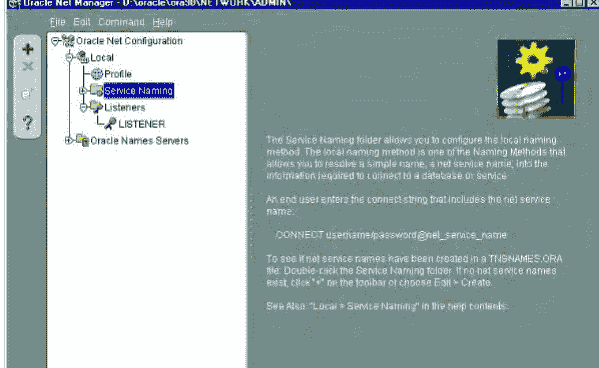 Oracle Net Manager - D:\oracle\ora90\NETWORK\ADMIN\
File Edit Command Help
Oracle Net Configuration
Local
Profile
Service Naming
Listeners
LISTENER
Oracle Names Servers
The Service Naming folder allows you to configure the local naming
method. The local naming method is one of the Naming Methods that
allows you to resolve a simple name, a net service name, into the
information required to connect to a database or service.
An end user enters the connect string that includes the net service
name:
CONNECT username/password@net_service_name
To see if net service names have been created in a TNSNAMES.ORA
file: Double-click the Service Naming folder. If no net service names
exist, click "+" on the toolbar or choose Edit > Create.
See Also: "Local > Service Naming" in the help contents.